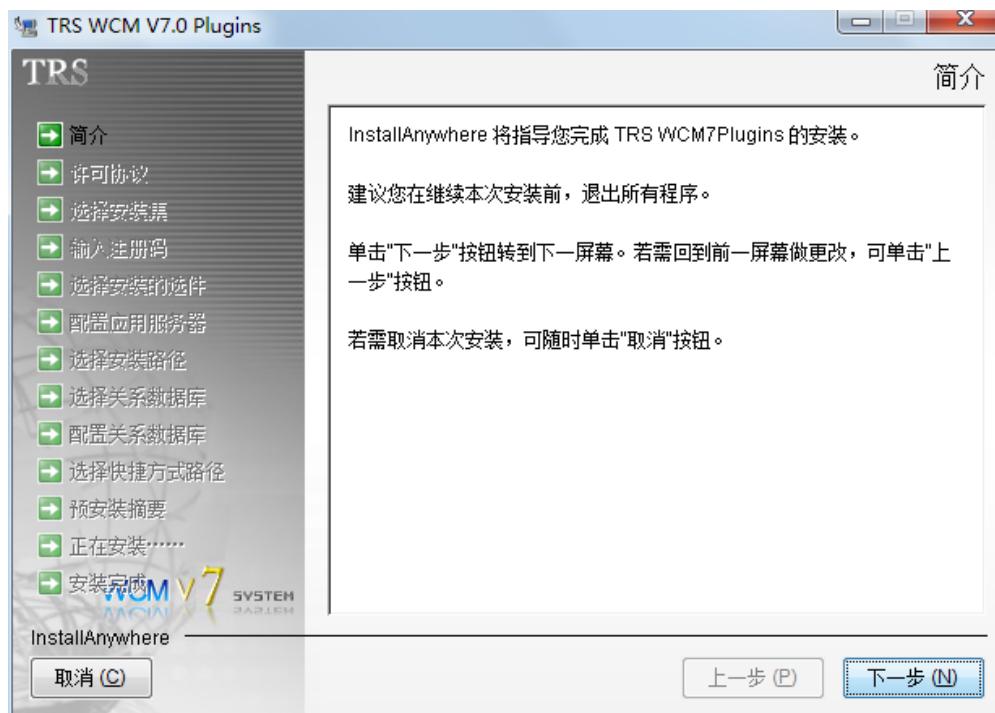 TRS WCM V7.0 Plugins
TRS
简介
简介
许可协议
选择安装集
输入注册码
选择安装的选件
配置应用服务器
选择安装路径
选择关系数据库
配置关系数据库
选择快捷方式路径
预安装摘要
正在安装……
安装完成
WCM V7 SYSTEM
InstallAnywhere 将指导您完成 TRS WCM7Plugins 的安装。
建议您在继续本次安装前，退出所有程序。
单击"下一步"按钮转到下一屏幕。若需回到前一屏幕做更改，可单击"上
一步"按钮。
若需取消本次安装，可随时单击"取消"按钮。
InstallAnywhere
取消 (C)
上一步 (P)
下一步 (N)